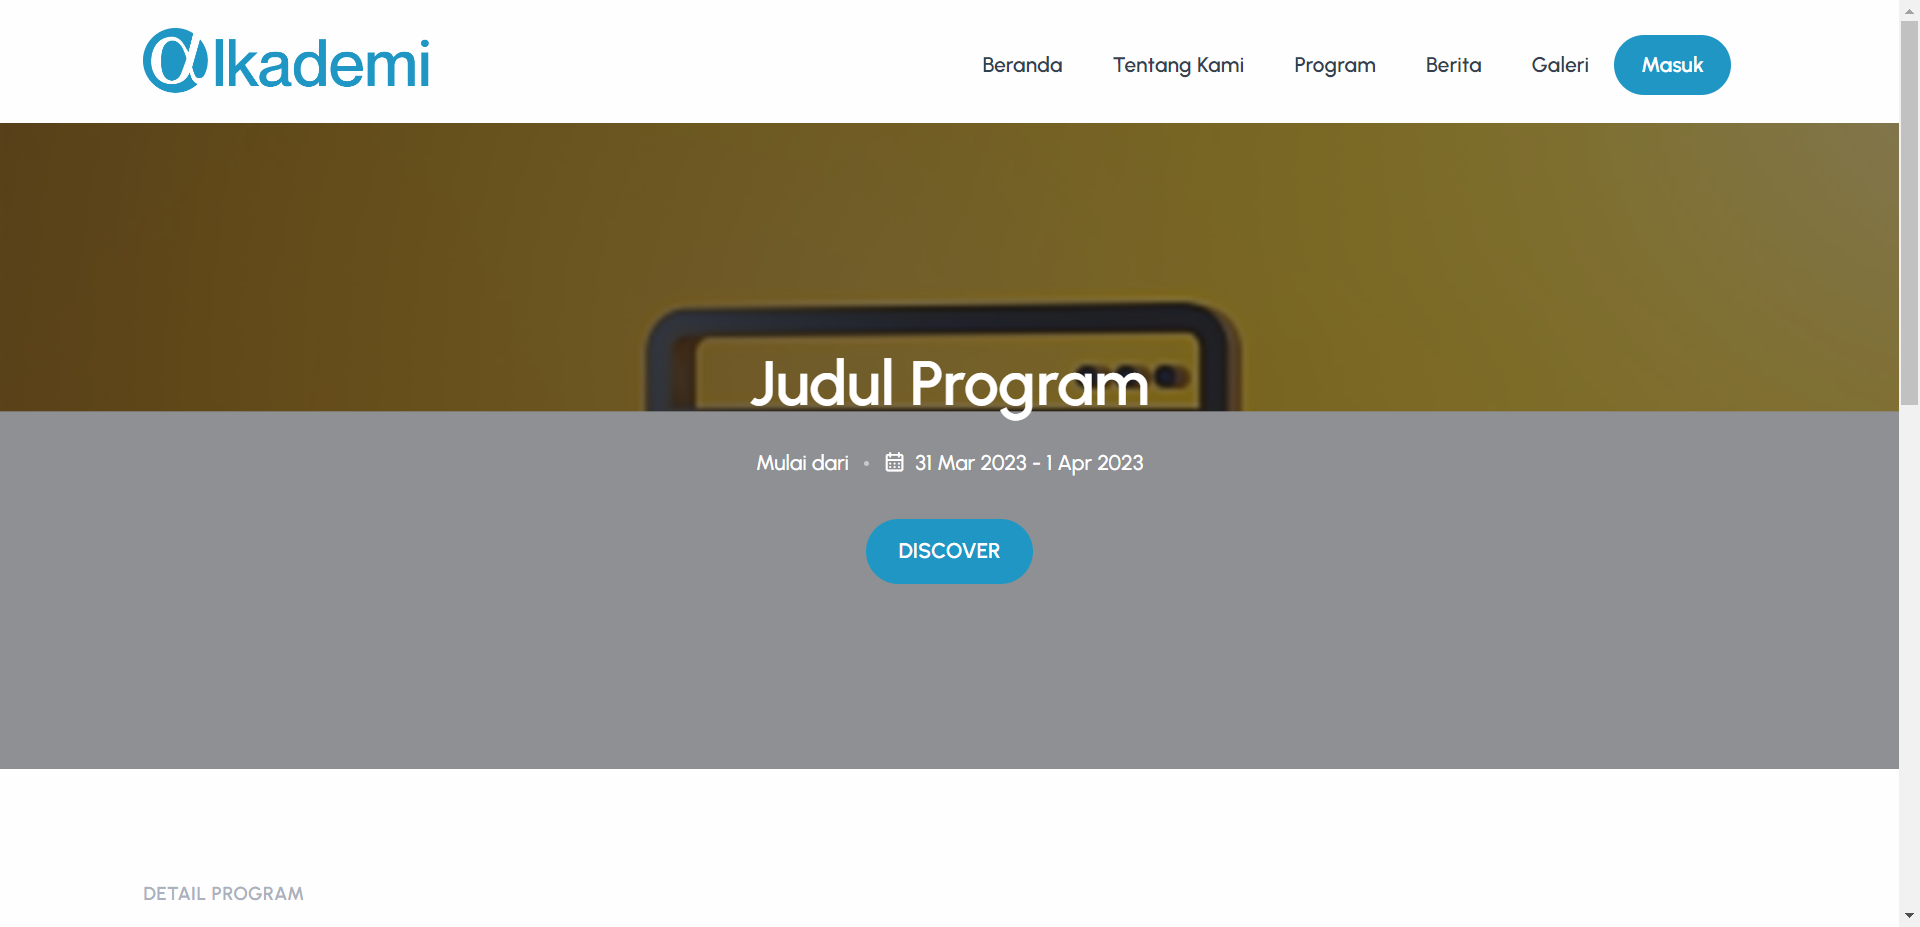 @lkademi
Beranda Tentang Kami Program Berita Galeri Masuk
Judul Program
Mulai dari • 31 Mar 2023 - 1 Apr 2023
DISCOVER
DETAIL PROGRAM